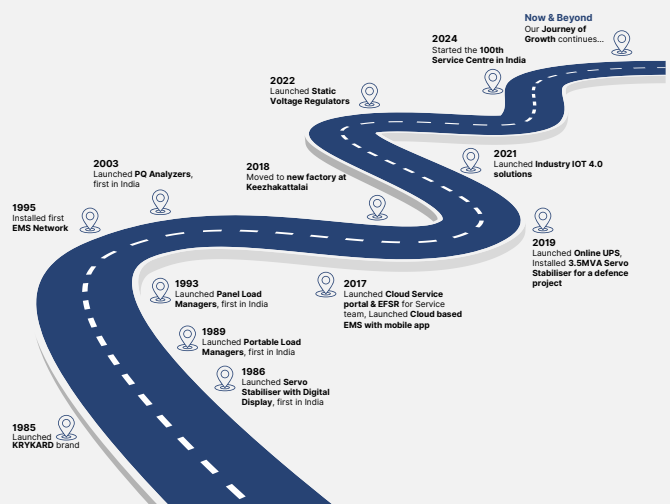 Now & Beyond
Our Journey of
Growth continues...
2024
Started the 100th
Service Centre in India
2022
Launched Static
Voltage Regulators
2021
Launched Industry IOT 4.0
solutions
2003
Launched PQ Analyzers,
first in India
2018
Moved to new factory at
Keezhakattalai
1995
Installed first
EMS Network
2019
Launched Online UPS,
Installed 3.5MVA Servo
Stabiliser for a defence
project
1993
Launched Panel Load
Managers, first in India
2017
Launched Cloud Service
portal & EFSR for Service
team, Launched Cloud based
EMS with mobile app
1989
Launched Portable Load
Managers, first in India
1986
Launched Servo
Stabiliser with Digital
Display, first in India
1985
Launched
KRYKARD brand